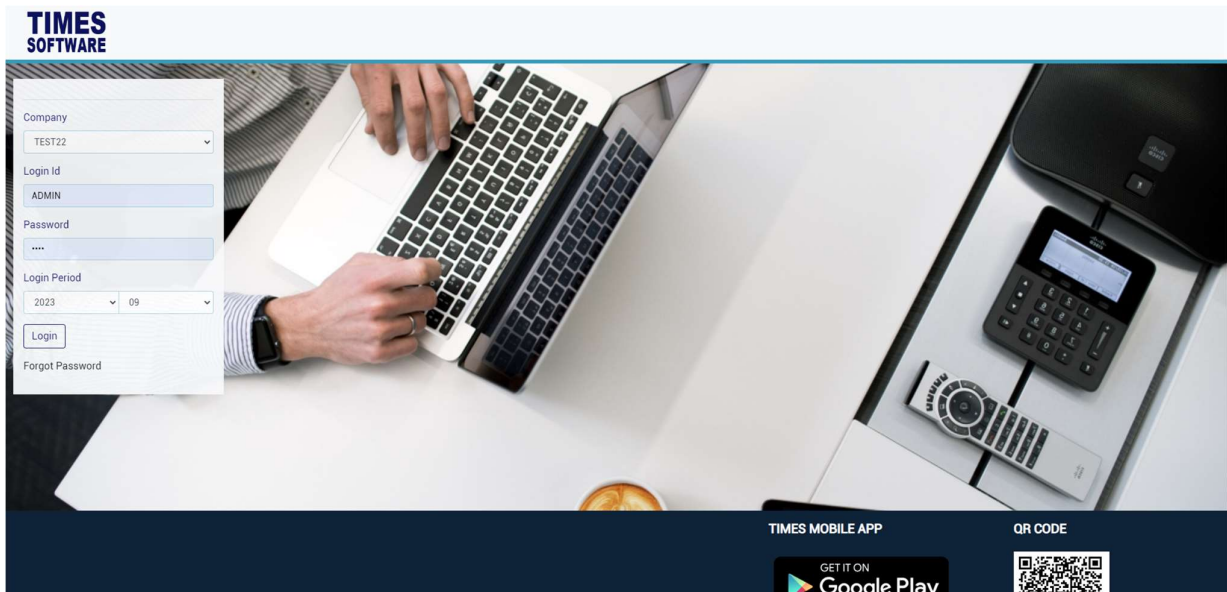 TIMES
SOFTWARE
Company
TEST22
Login Id
ADMIN
Password
••••
Login Period
2023 09
Login
Forgot Password
TIMES MOBILE APP QR CODE
GET IT ON
Google Play